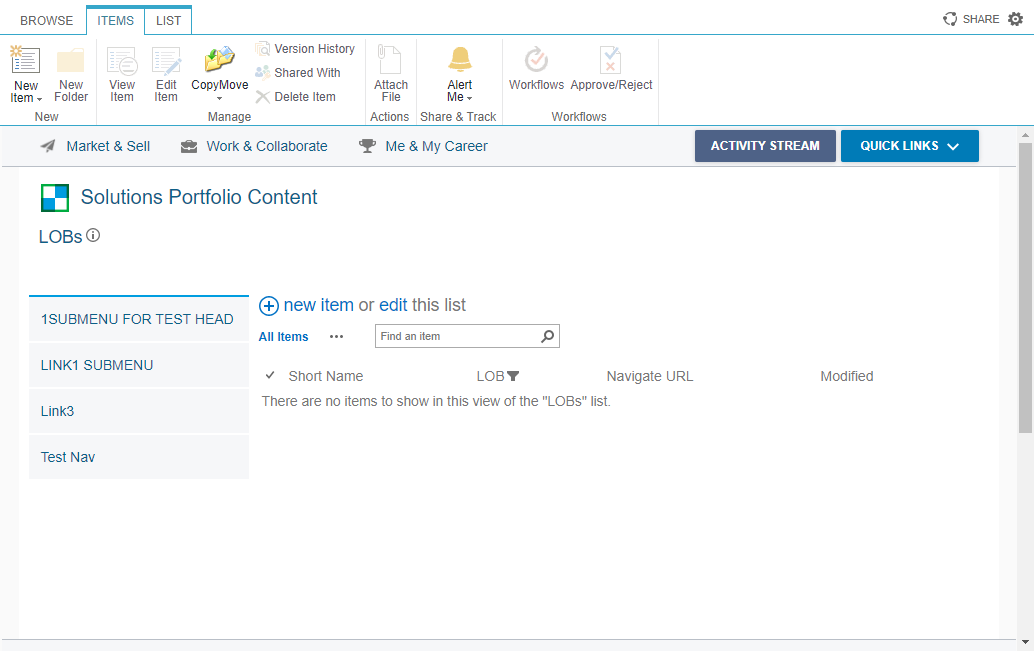 BROWSE ITEMS LIST SHARE
New Item
New Folder
View Item
Edit Item
CopyMove
Version History
Shared With
Delete Item
Attach File
Alert Me
Workflows
Approve/Reject
New Manage Actions Share & Track Workflows
Market & Sell Work & Collaborate Me & My Career ACTIVITY STREAM QUICK LINKS
Solutions Portfolio Content
LOBs
1SUBMENU FOR TEST HEAD
LINK1 SUBMENU
Link3
Test Nav
new item or edit this list
All Items ••• Find an item
Short Name LOB Navigate URL Modified
There are no items to show in this view of the "LOBs" list.